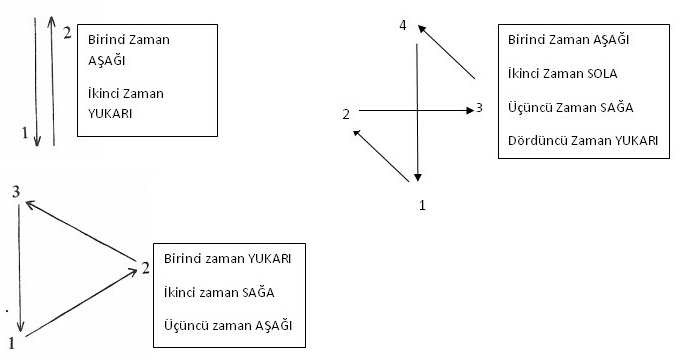 1
2
Birinci Zaman
AŞAĞI
İkinci Zaman
YUKARI
4
2
3
1
Birinci Zaman AŞAĞI
İkinci Zaman SOLA
Üçüncü Zaman SAĞA
Dördüncü Zaman YUKARI
3
2
1
Birinci zaman YUKARI
İkinci zaman SAĞA
Üçüncü zaman AŞAĞI